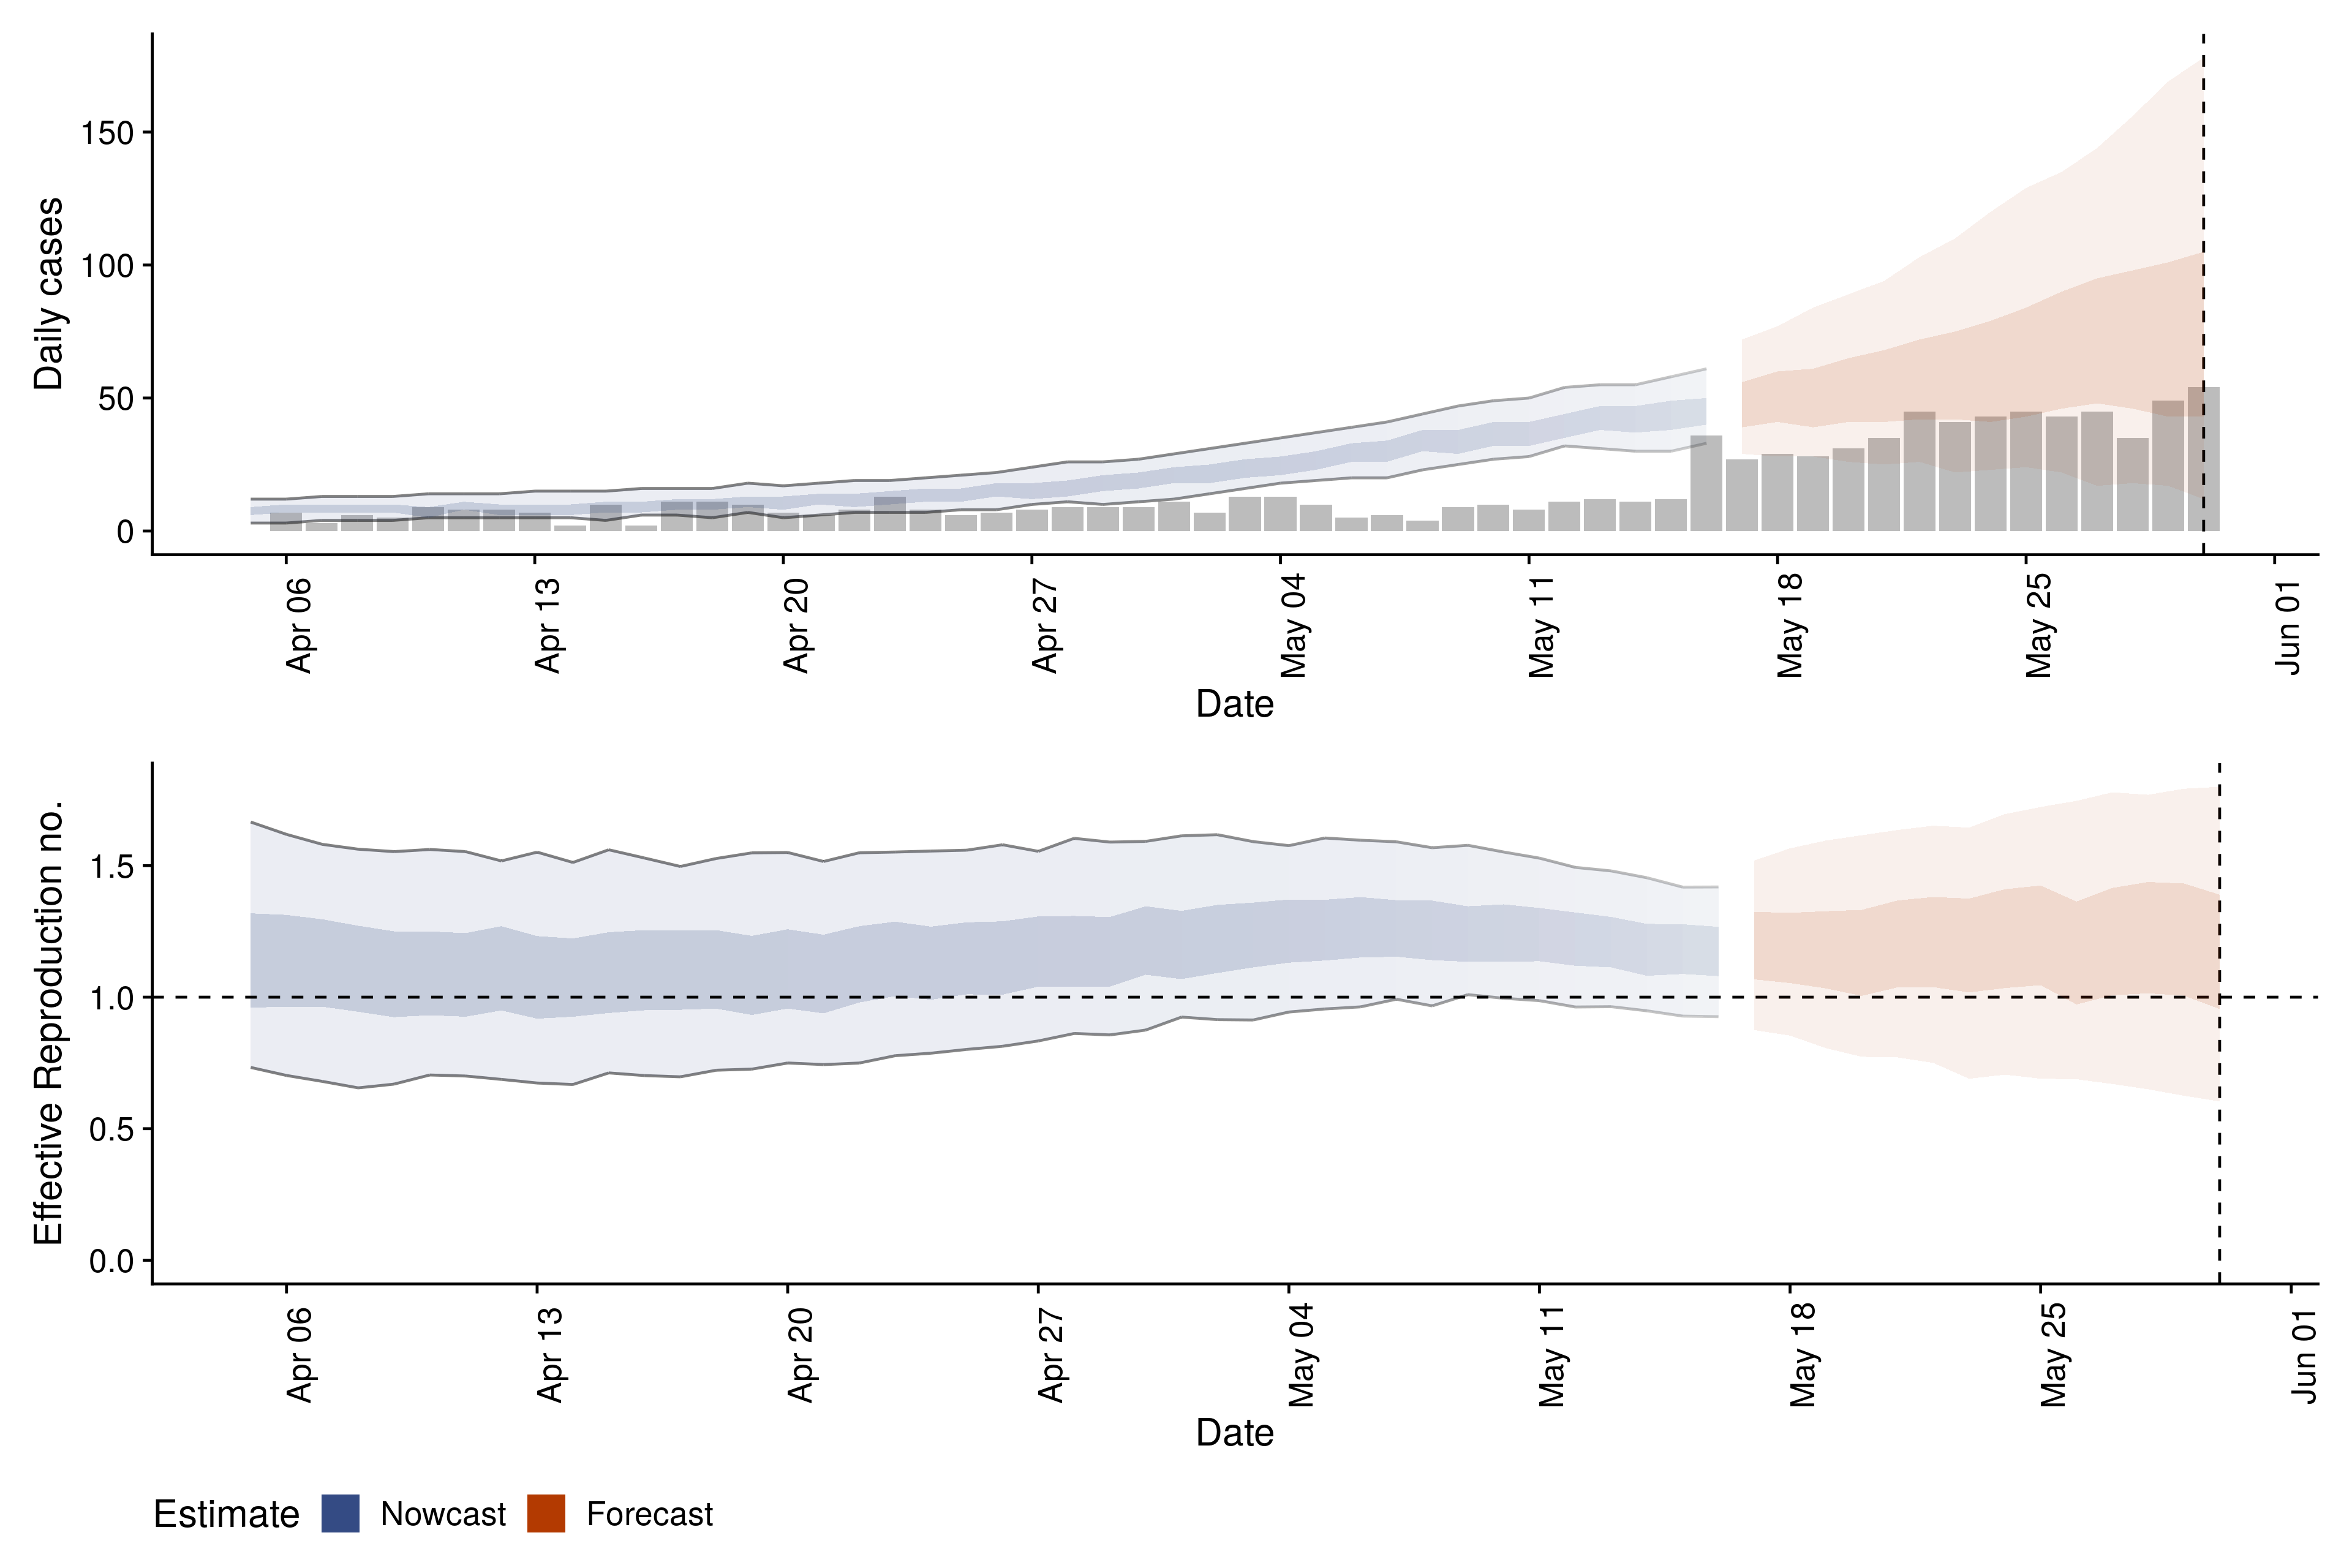 Daily cases
150
100
50
0
Apr 06
Apr 13
Apr 20
Apr 27
May 04
May 11
May 18
May 25
Jun 01
Date
Effective Reproduction no.
1.5
1.0
0.5
0.0
Apr 06
Apr 13
Apr 20
Apr 27
May 04
May 11
May 18
May 25
Jun 01
Date
Estimate Nowcast Forecast